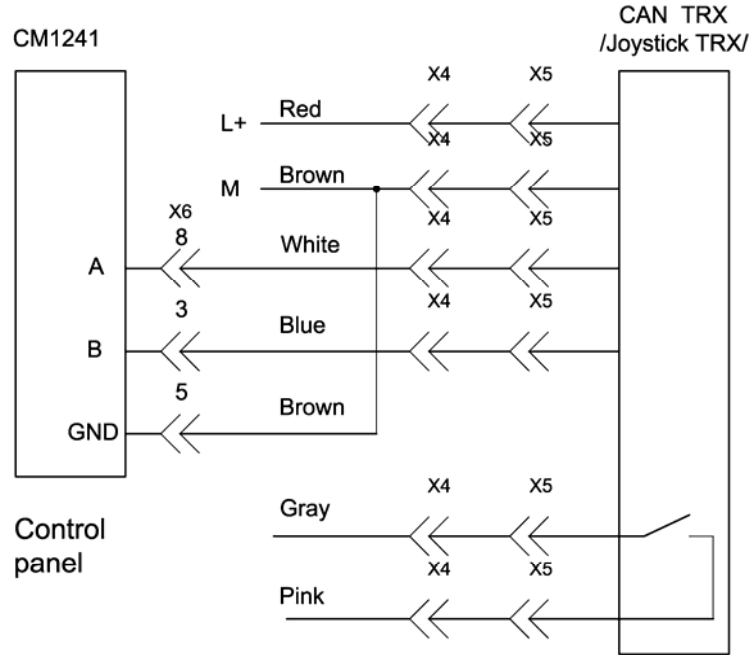 CAN TRX
CM1241
/Joystick TRX/
X4 X5
L+ Red
X4 X5
M Brown
X6
8 White X4 X5
A
3 Blue X4 X5
B
5 Brown
GND
Gray X4 X5
Control
panel
X4 X5
Pink